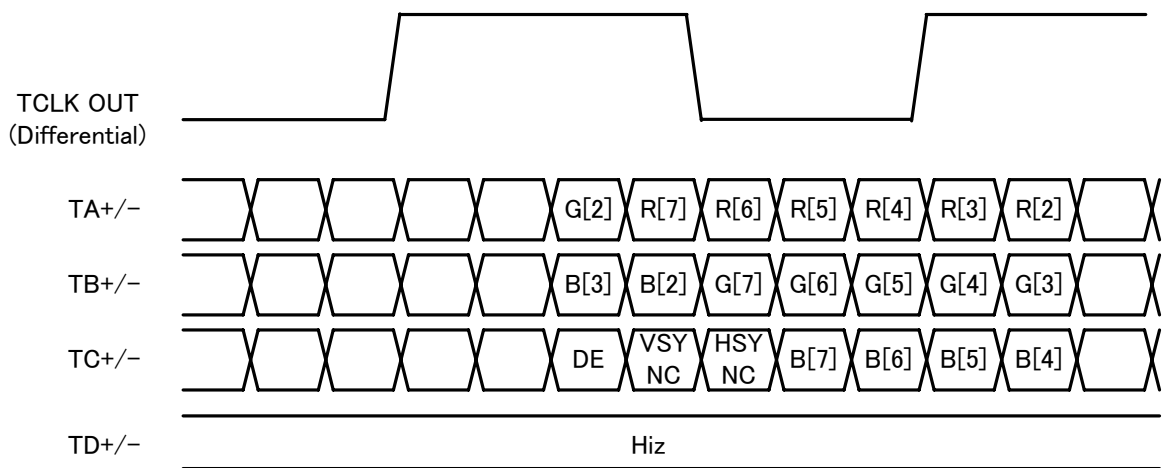 TCLK OUT
(Differential)
TA+/- G[2] R[7] R[6] R[5] R[4] R[3] R[2]
TB+/- B[3] B[2] G[7] G[6] G[5] G[4] G[3]
TC+/- DE VSY HSY B[7] B[6] B[5] B[4]
NC NC
TD+/- Hiz